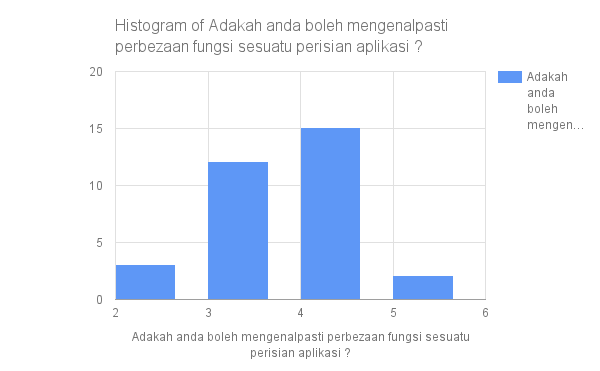 Histogram of Adakah anda boleh mengenalpasti
perbezaan fungsi sesuatu perisian aplikasi ?
20
15
10
5
0
2
3
4
5
6
Adakah anda boleh mengenalpasti perbezaan fungsi sesuatu
perisian aplikasi ?
Adakah
anda
boleh
mengen...